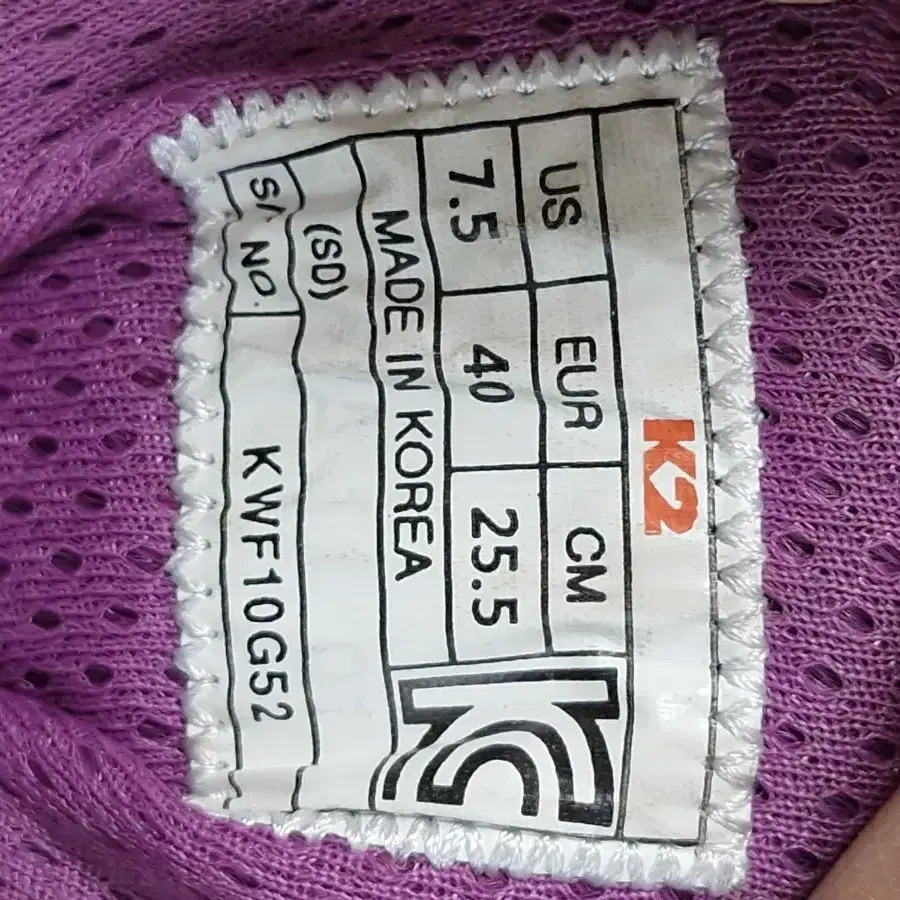 K2
US EUR CM
7.5 40 25.5
MADE IN KOREA
KC
(SD)
S/NO. KWF10G52